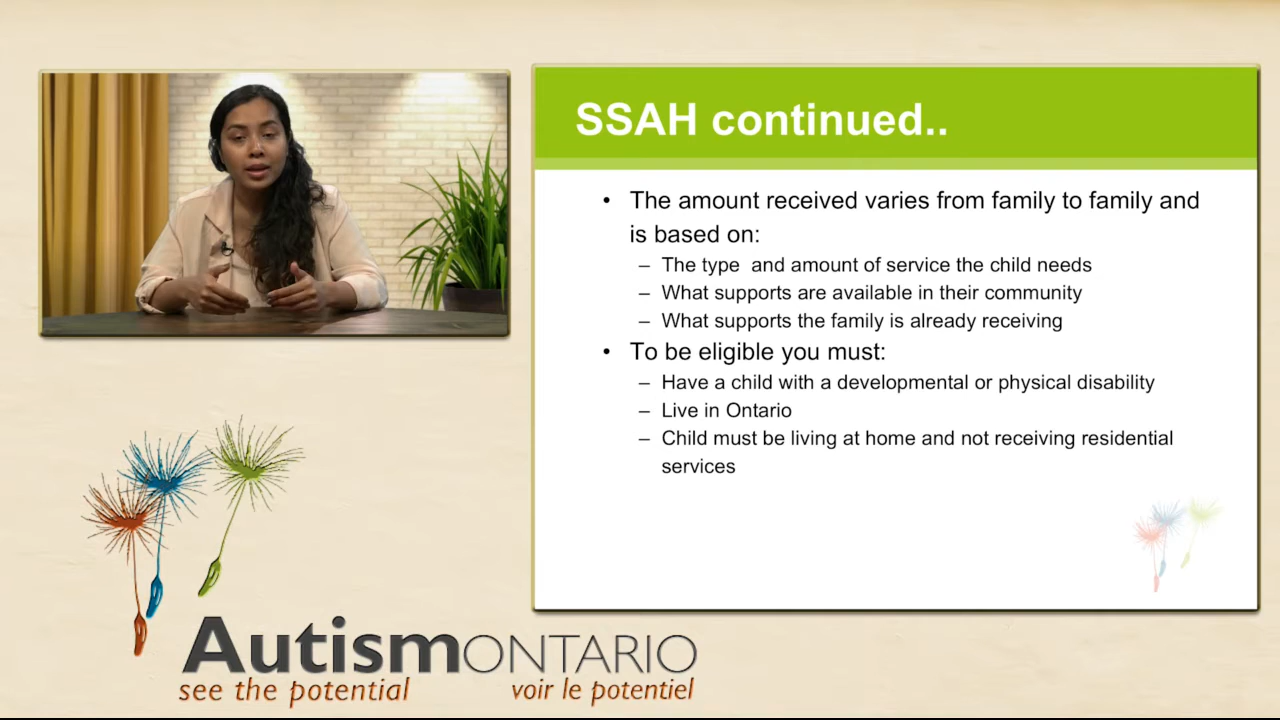 SSAH continued..
• The amount received varies from family to family and
is based on:
– The type  and amount of service the child needs
– What supports are available in their community
– What supports the family is already receiving
• To be eligible you must:
– Have a child with a developmental or physical disability
– Live in Ontario
– Child must be living at home and not receiving residential
services
AutismONTARIO
see the potential voir le potentiel